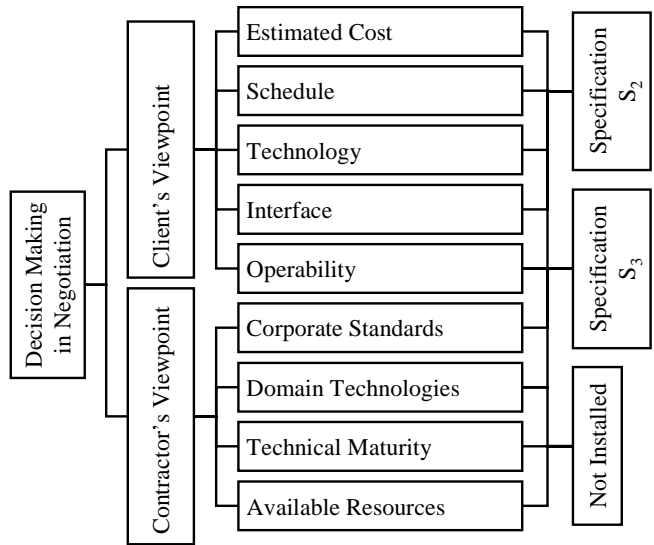 Decision Making
in Negotiation
Client's Viewpoint
Contractor's Viewpoint
Estimated Cost
Schedule
Technology
Interface
Operability
Corporate Standards
Domain Technologies
Technical Maturity
Available Resources
Specification
S2
Specification
S3
Not Installed